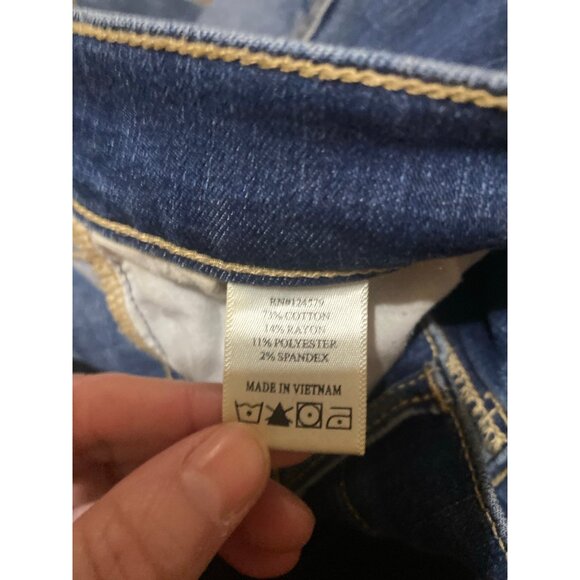 RN#124579
73% COTTON
14% RAYON
11% POLYESTER
2% SPANDEX
MADE IN VIETNAM